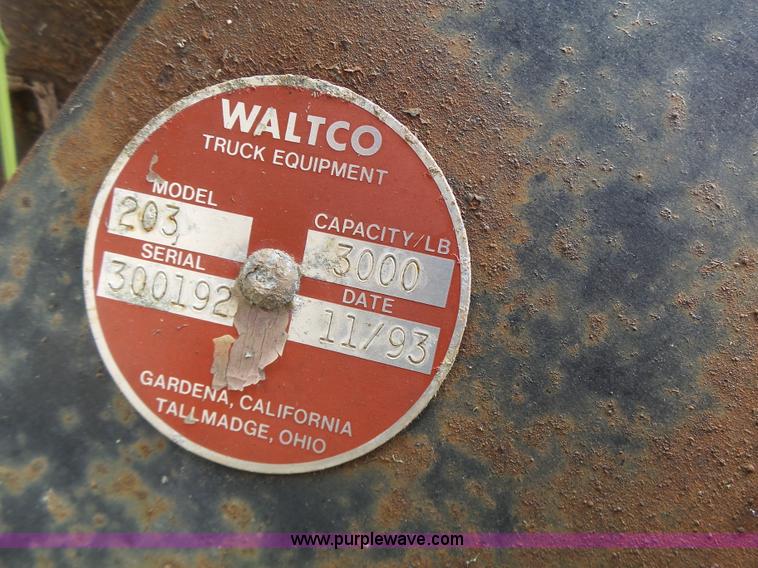 WALTCO
TRUCK EQUIPMENT
MODEL
203
CAPACITY/LB
3000
SERIAL
300192
DATE
11/93
GARDENA, CALIFORNIA
TALLMADGE, OHIO
www.purplewave.com